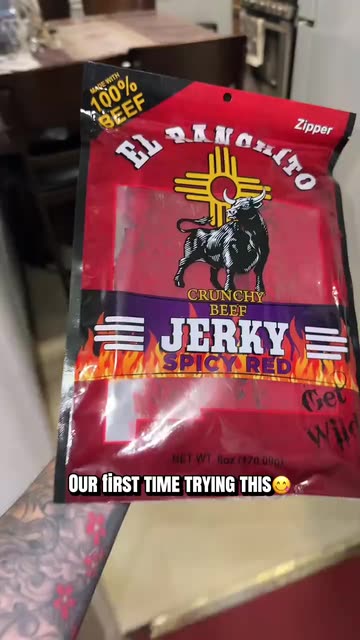 Zipper
MADE WITH
100%
BEEF
EL RANCHITO
CRUNCHY
BEEF
JERKY
SPICY RED
Get
Wild
NET WT. 6oz (170.09g)
OUR FIRST TIME TRYING THIS😋